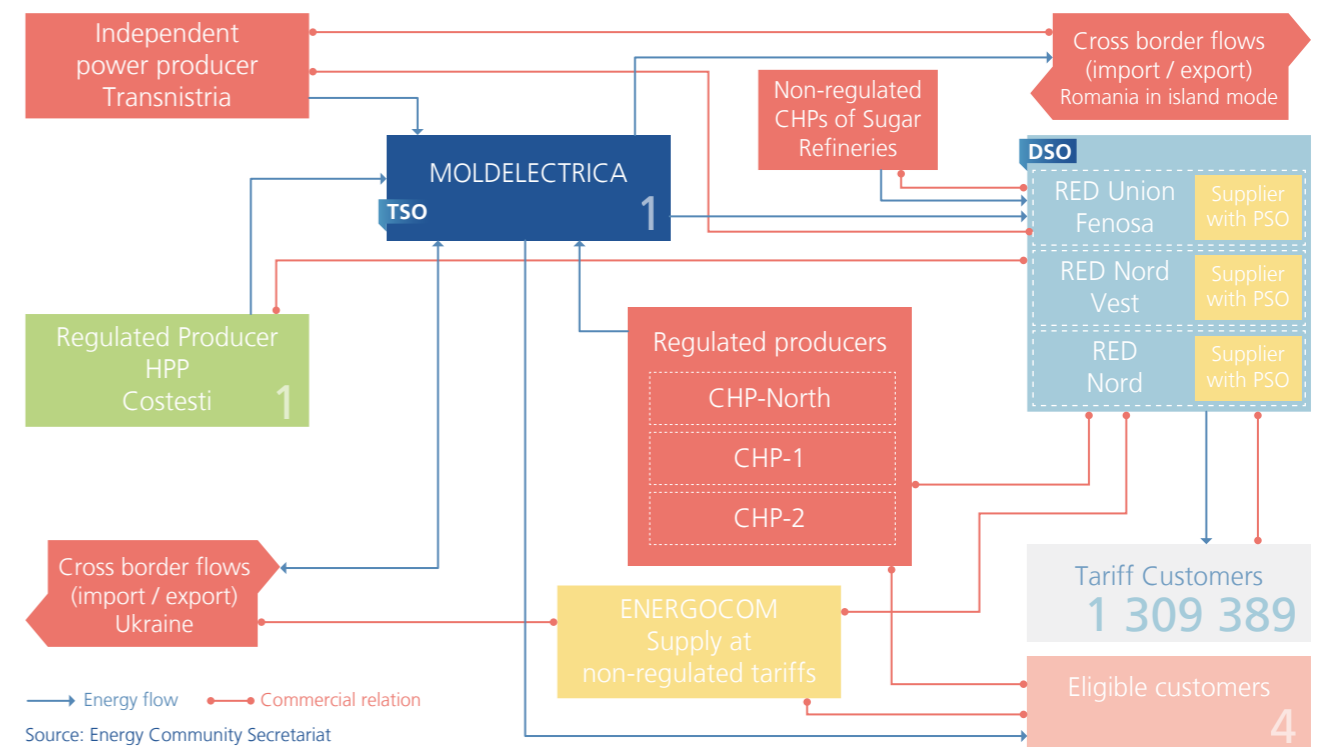 Independent
power producer
Transnistria
Cross border flows
(import / export)
Romania in island mode
Non-regulated
CHPs of Sugar
Refineries
MOLDELECTRICA
TSO
1
DSO
RED Union
Fenosa
Supplier
with PSO
RED Nord
Vest
Supplier
with PSO
RED
Nord
Supplier
with PSO
Regulated Producer
HPP
Costesti
1
Regulated producers
CHP-North
CHP-1
CHP-2
Cross border flows
(import / export)
Ukraine
ENERGOCOM
Supply at
non-regulated tariffs
Tariff Customers
1 309 389
Eligible customers
4
Energy flow
Commercial relation
Source: Energy Community Secretariat